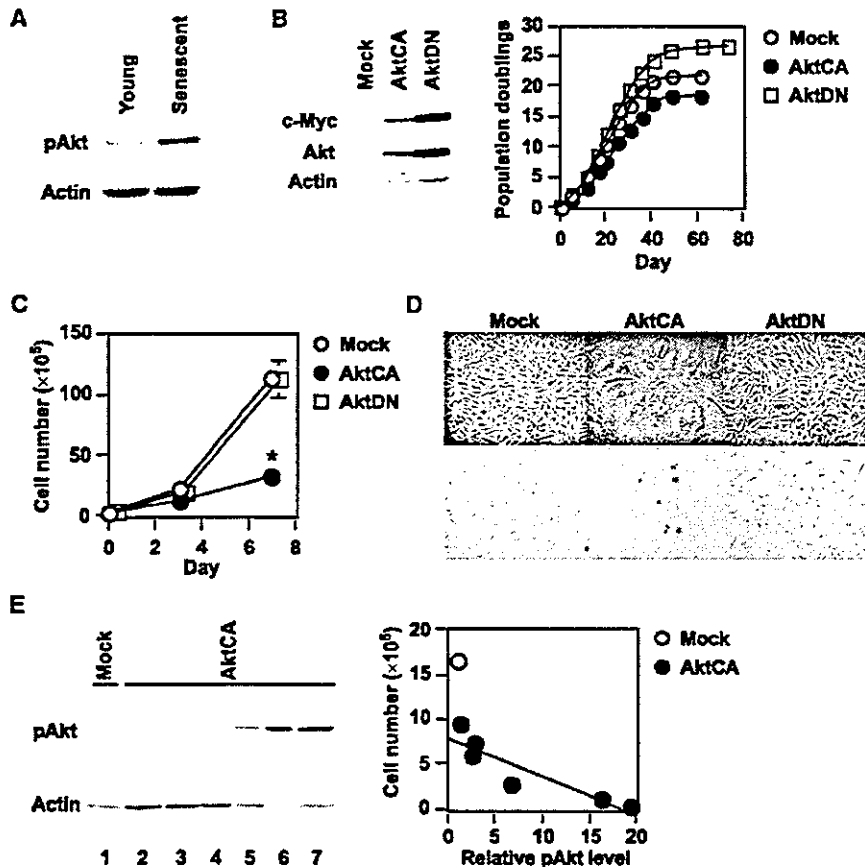 A
Young
Senescent
pAkt
Actin
B
Mock
AktCA
AktDN
c-Myc
Akt
Actin
Population doublings
30
25
20
15
10
5
0
0 20 40 60 80
Day
Mock
AktCA
AktDN
C
Cell number (×10⁵)
150
100
50
0
*
0 2 4 6 8
Day
Mock
AktCA
AktDN
D
Mock AktCA AktDN
E
Mock
AktCA
pAkt
Actin
1 2 3 4 5 6 7
Cell number (×10⁵)
20
15
10
5
0
0 5 10 15 20
Relative pAkt level
Mock
AktCA